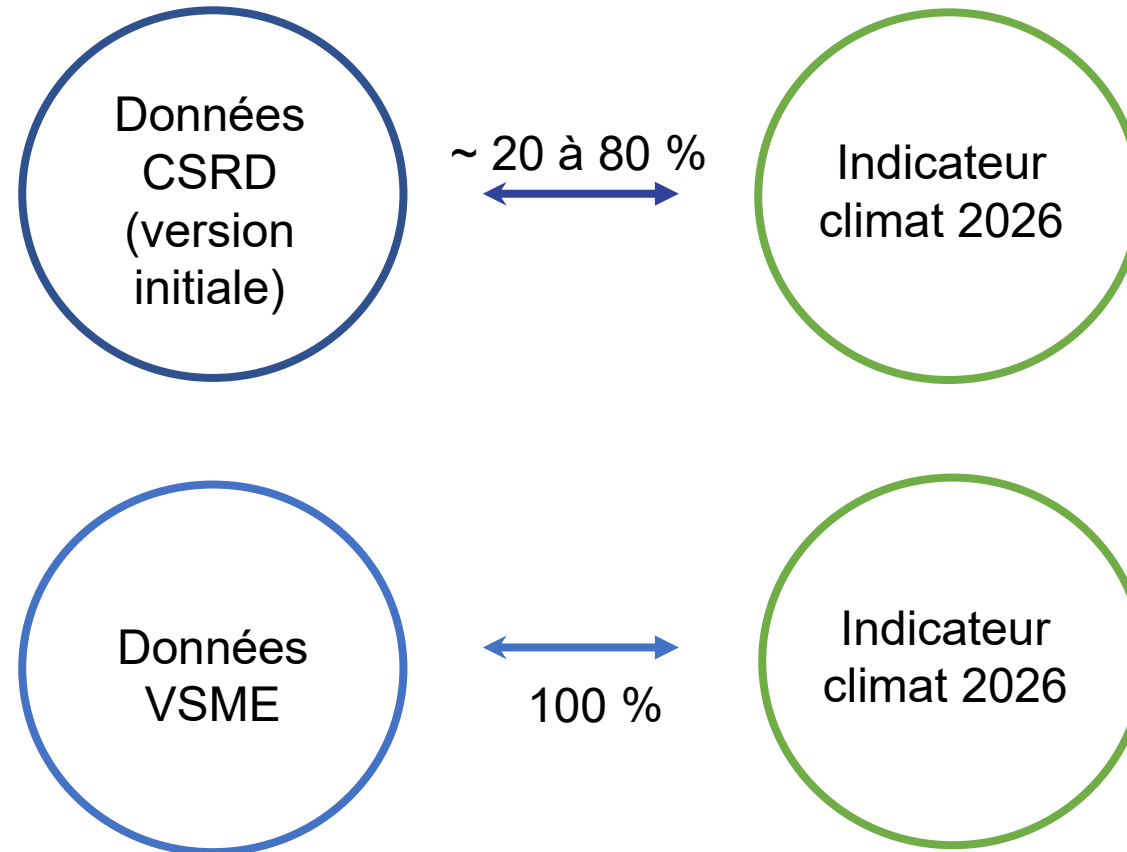 Données
CSRD
(version
initiale)
~ 20 à 80 %
Indicateur
climat 2026
Données
VSME
100 %
Indicateur
climat 2026